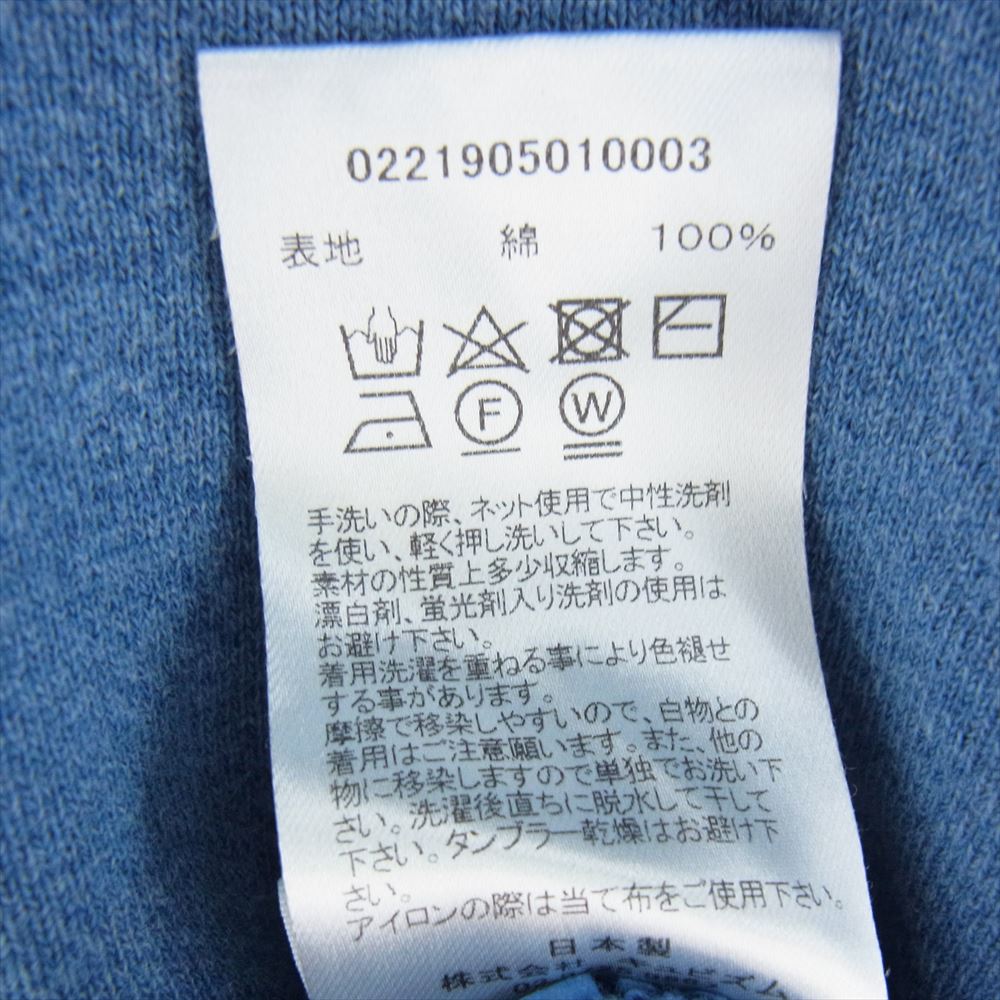 0221905010003
表地 綿 100%
F W
手洗いの際、ネット使用で中性洗剤
を使い、軽く押し洗いして下さい。
素材の性質上多少収縮します。
漂白剤、蛍光剤入り洗剤の使用は
お避け下さい。
着用洗濯を重ねる事により色褪せ
する事があります。
摩擦で移染しやすいので、白物との
着用はご注意願います。また、他の
物に移染しますので単独でお洗い下
さい。洗濯後直ちに脱水して干して
下さい。タンブラー乾燥はお避け下
さい。
アイロンの際は当て布をご使用下さい。
日本製
株式会社